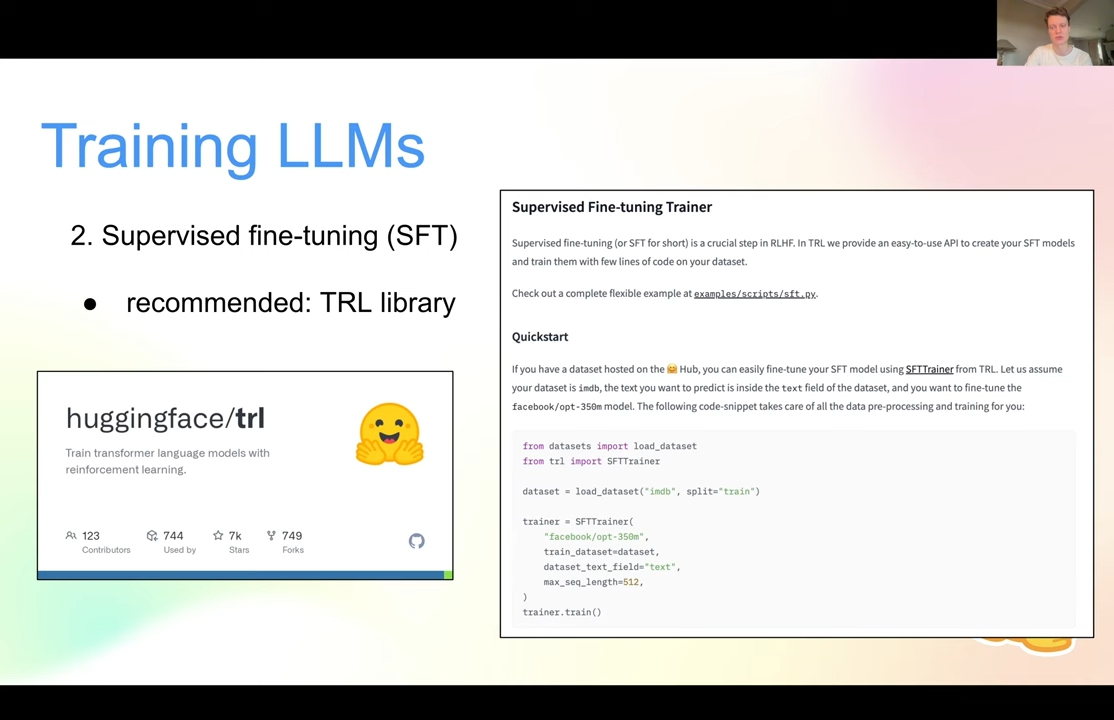 Training LLMs
2. Supervised fine-tuning (SFT)
● recommended: TRL library
huggingface/trl
Train transformer language models with
reinforcement learning.
123
Contributors
744
Used by
7k
Stars
749
Forks
Supervised Fine-tuning Trainer
Supervised fine-tuning (or SFT for short) is a crucial step in RLHF. In TRL we provide an easy-to-use API to create your SFT models
and train them with few lines of code on your dataset.
Check out a complete flexible example at examples/scripts/sft.py.
Quickstart
If you have a dataset hosted on the 🤗 Hub, you can easily fine-tune your SFT model using SFTTrainer from TRL. Let us assume
your dataset is imdb, the text you want to predict is inside the text field of the dataset, and you want to fine-tune the
facebook/opt-350m model. The following code-snippet takes care of all the data pre-processing and training for you:
from datasets import load_dataset
from trl import SFTTrainer
dataset = load_dataset("imdb", split="train")
trainer = SFTTrainer(
    "facebook/opt-350m",
    train_dataset=dataset,
    dataset_text_field="text",
    max_seq_length=512,
)
trainer.train()